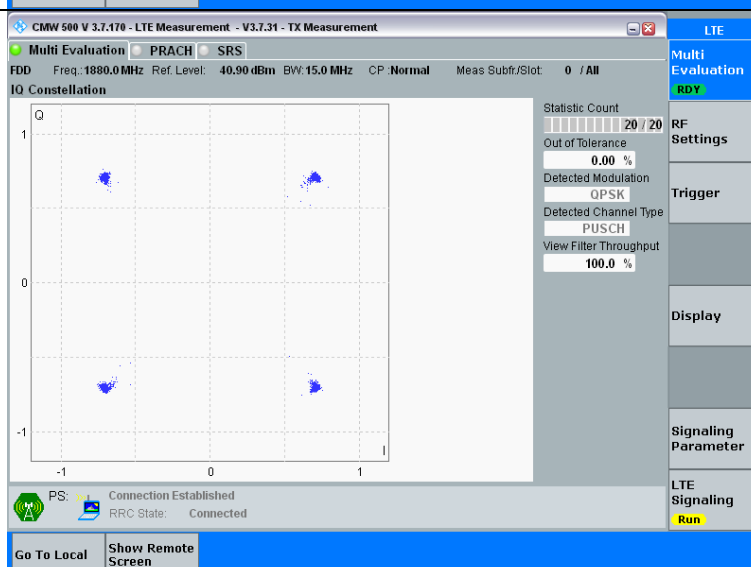 CMW 500 V 3.7.170 - LTE Measurement - V3.7.31 - TX Measurement
LTE
Multi Evaluation PRACH SRS
Multi
Evaluation
RDY
FDD Freq.: 1880.0 MHz Ref. Level: 40.90 dBm BW: 15.0 MHz CP :Normal Meas Subfr./Slot: 0 / All
IQ Constellation
Q
1
0
-1
I
-1 0 1
Statistic Count
20 / 20
Out of Tolerance
0.00 %
Detected Modulation
QPSK
Detected Channel Type
PUSCH
View Filter Throughput
100.0 %
RF
Settings
Trigger
Display
Signaling
Parameter
LTE
Signaling
Run
PS: Connection Established
RRC State: Connected
Go To Local
Show Remote
Screen